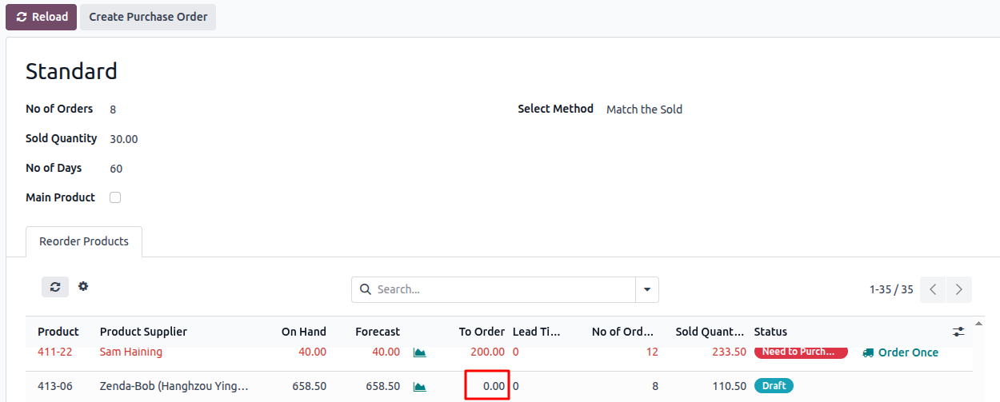 Reload Create Purchase Order
Standard
No of Orders 8 Select Method Match the Sold
Sold Quantity 30.00
No of Days 60
Main Product
Reorder Products
Search... 1-35 / 35
Product Product Supplier On Hand Forecast To Order Lead Ti... No of Ord... Sold Quant... Status
411-22 Sam Haining 40.00 40.00 200.00 0 12 233.50 Need to Purch... Order Once
413-06 Zenda-Bob (Hanghzou Ying... 658.50 658.50 0.00 0 8 110.50 Draft